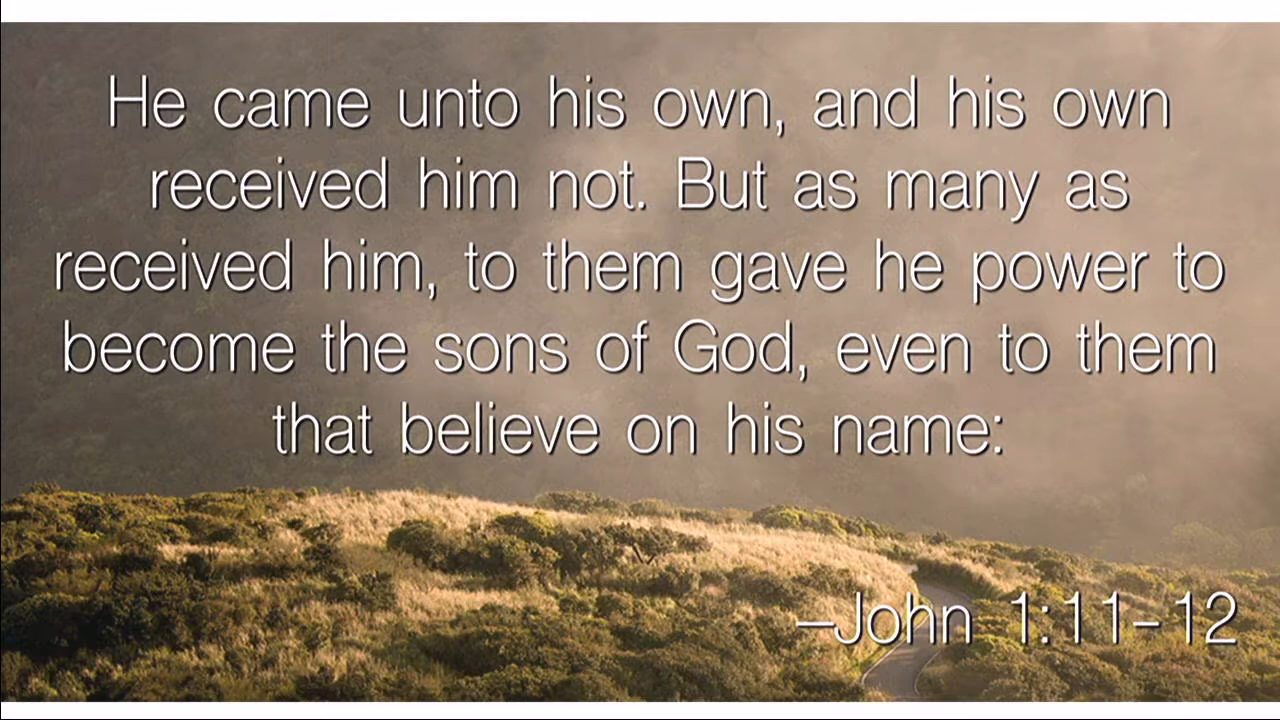 He came unto his own, and his own
received him not. But as many as
received him, to them gave he power to
become the sons of God, even to them
that believe on his name:
–John 1:11-12